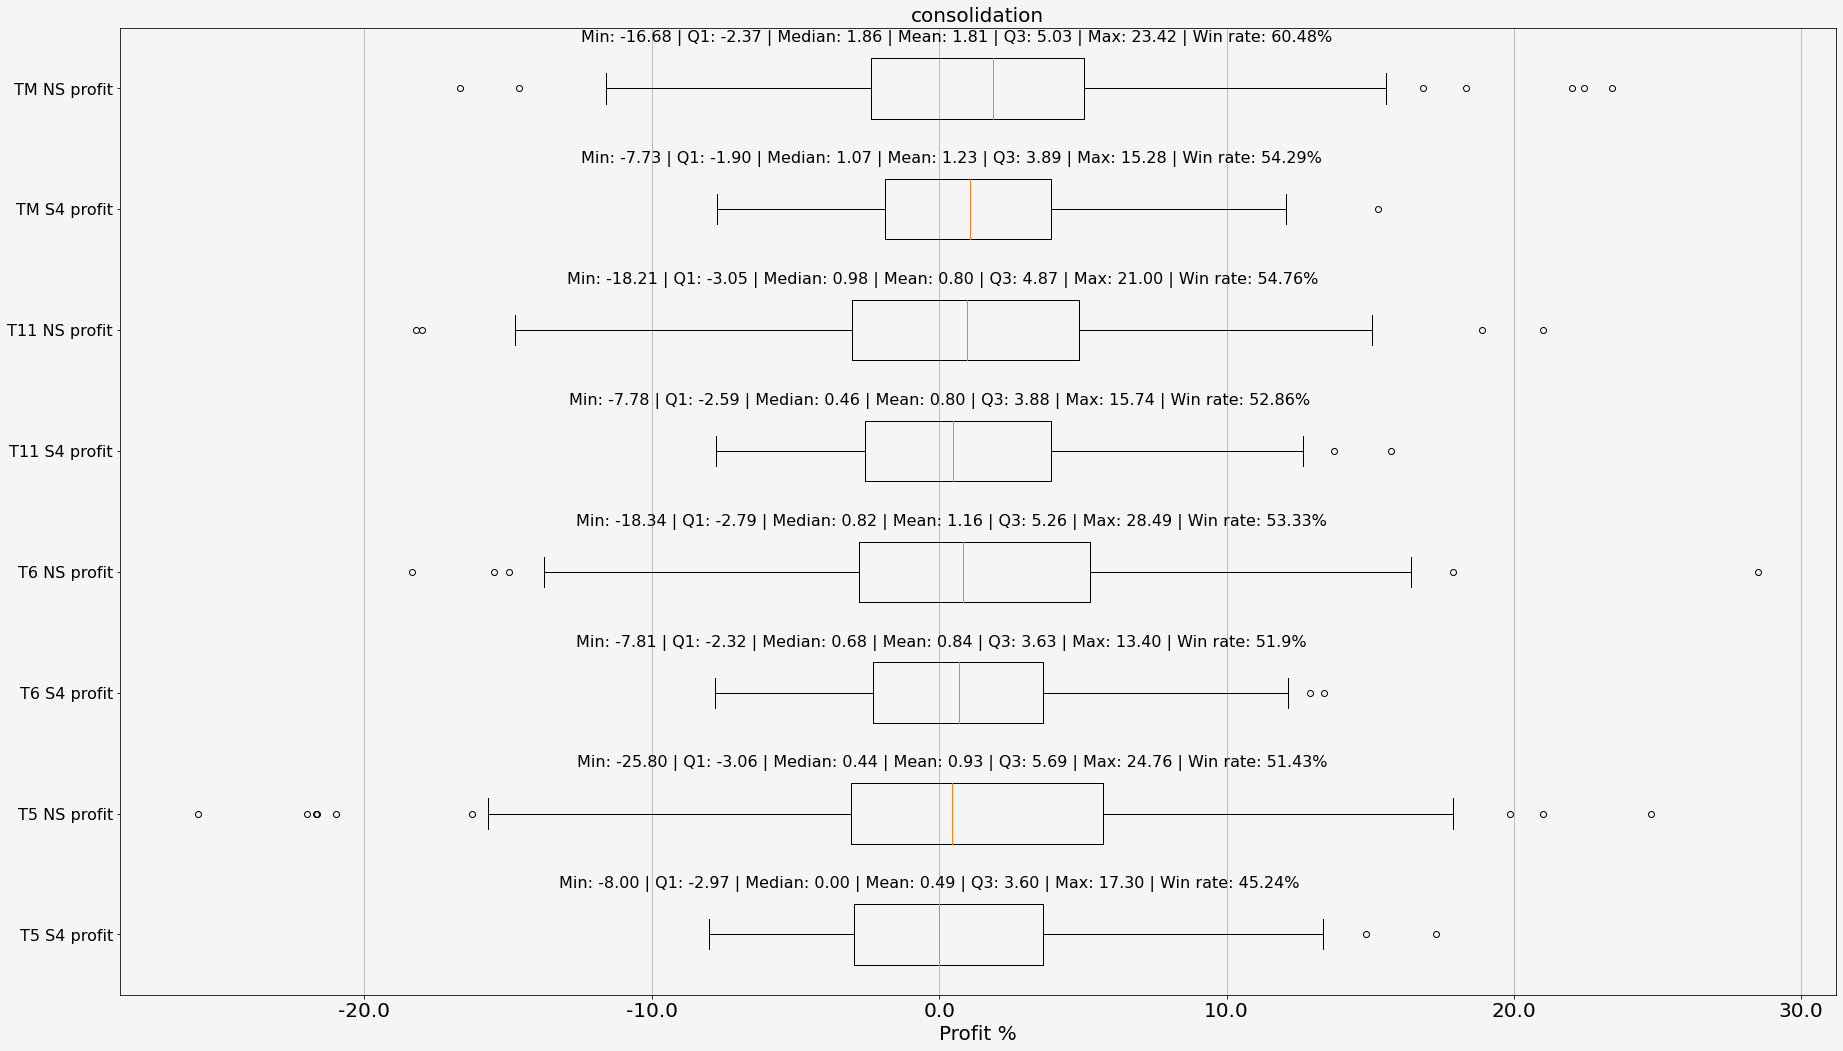 consolidation
Min: -16.68 | Q1: -2.37 | Median: 1.86 | Mean: 1.81 | Q3: 5.03 | Max: 23.42 | Win rate: 60.48%
TM NS profit
Min: -7.73 | Q1: -1.90 | Median: 1.07 | Mean: 1.23 | Q3: 3.89 | Max: 15.28 | Win rate: 54.29%
TM S4 profit
Min: -18.21 | Q1: -3.05 | Median: 0.98 | Mean: 0.80 | Q3: 4.87 | Max: 21.00 | Win rate: 54.76%
T11 NS profit
Min: -7.78 | Q1: -2.59 | Median: 0.46 | Mean: 0.80 | Q3: 3.88 | Max: 15.74 | Win rate: 52.86%
T11 S4 profit
Min: -18.34 | Q1: -2.79 | Median: 0.82 | Mean: 1.16 | Q3: 5.26 | Max: 28.49 | Win rate: 53.33%
T6 NS profit
Min: -7.81 | Q1: -2.32 | Median: 0.68 | Mean: 0.84 | Q3: 3.63 | Max: 13.40 | Win rate: 51.9%
T6 S4 profit
Min: -25.80 | Q1: -3.06 | Median: 0.44 | Mean: 0.93 | Q3: 5.69 | Max: 24.76 | Win rate: 51.43%
T5 NS profit
Min: -8.00 | Q1: -2.97 | Median: 0.00 | Mean: 0.49 | Q3: 3.60 | Max: 17.30 | Win rate: 45.24%
T5 S4 profit
-20.0 -10.0 0.0 10.0 20.0 30.0
Profit %